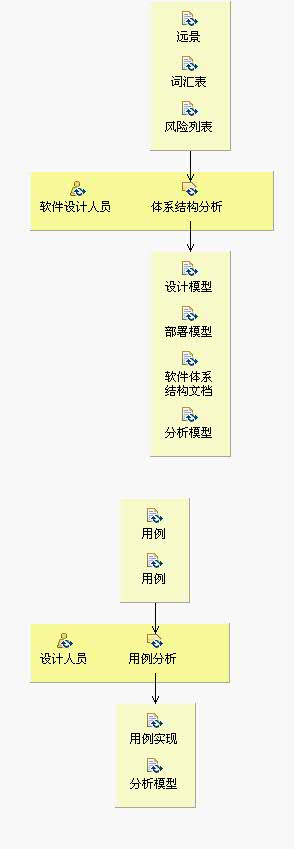 远景
词汇表
风险列表
软件设计人员
体系结构分析
设计模型
部署模型
软件体系
结构文档
分析模型
用例
用例
设计人员
用例分析
用例实现
分析模型